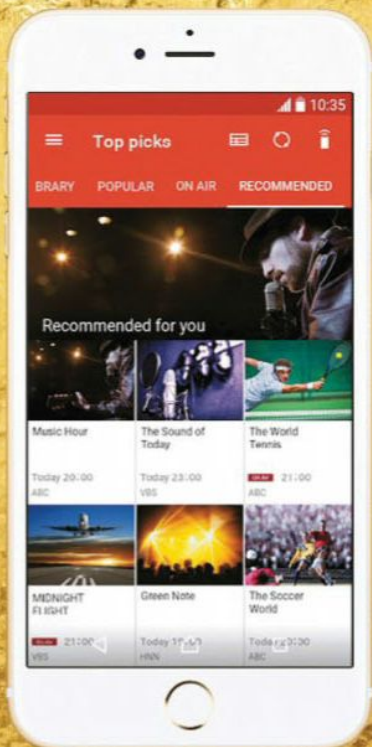 10:35
Top picks
BRARY POPULAR ON AIR RECOMMENDED
Recommended for you
Music Hour
The Sound of
Today
The World
Tennis
Today 20:00
Today 23:00
21:00
ABC
VBS
ABC
MIDNIGHT
FLIGHT
Green Note
The Soccer
World
21:00
Today
Today
VBS
HNN
ABC